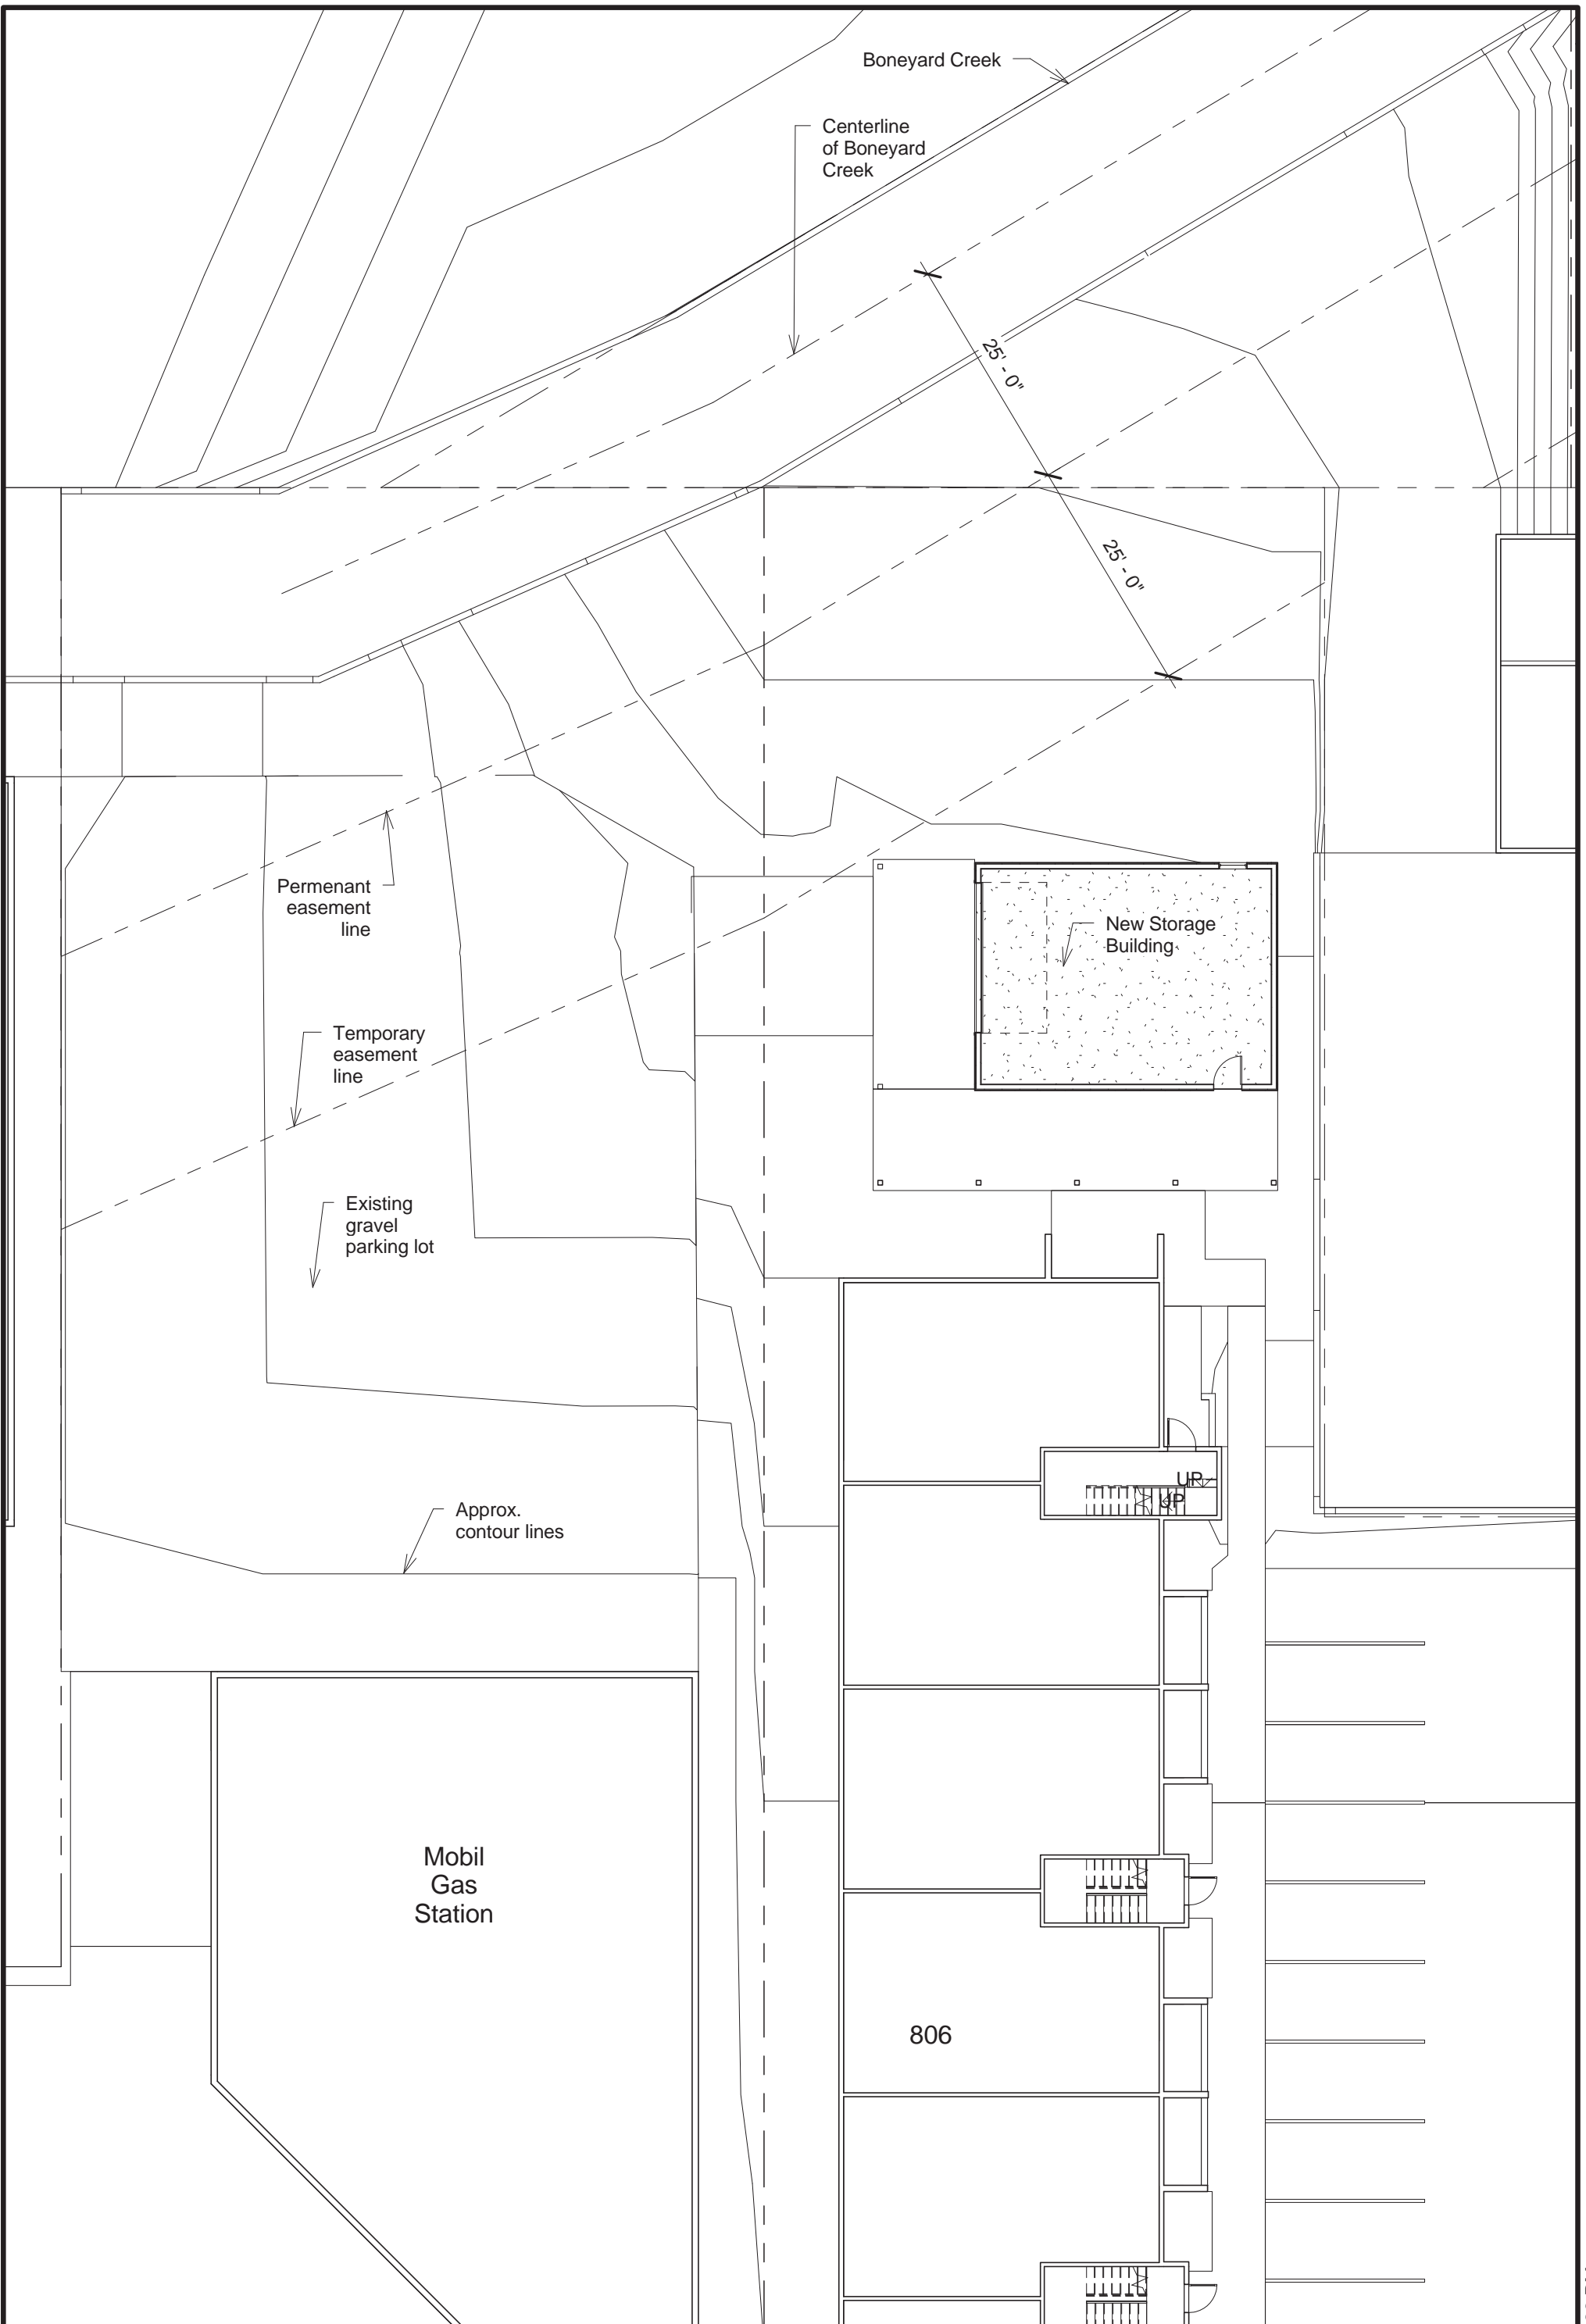 Boneyard Creek
Centerline
of Boneyard
Creek
25' - 0"
25' - 0"
Permenant
easement
line
New Storage
Building
Temporary
easement
line
Existing
gravel
parking lot
UP
UP
Approx.
contour lines
Mobil
Gas
Station
806